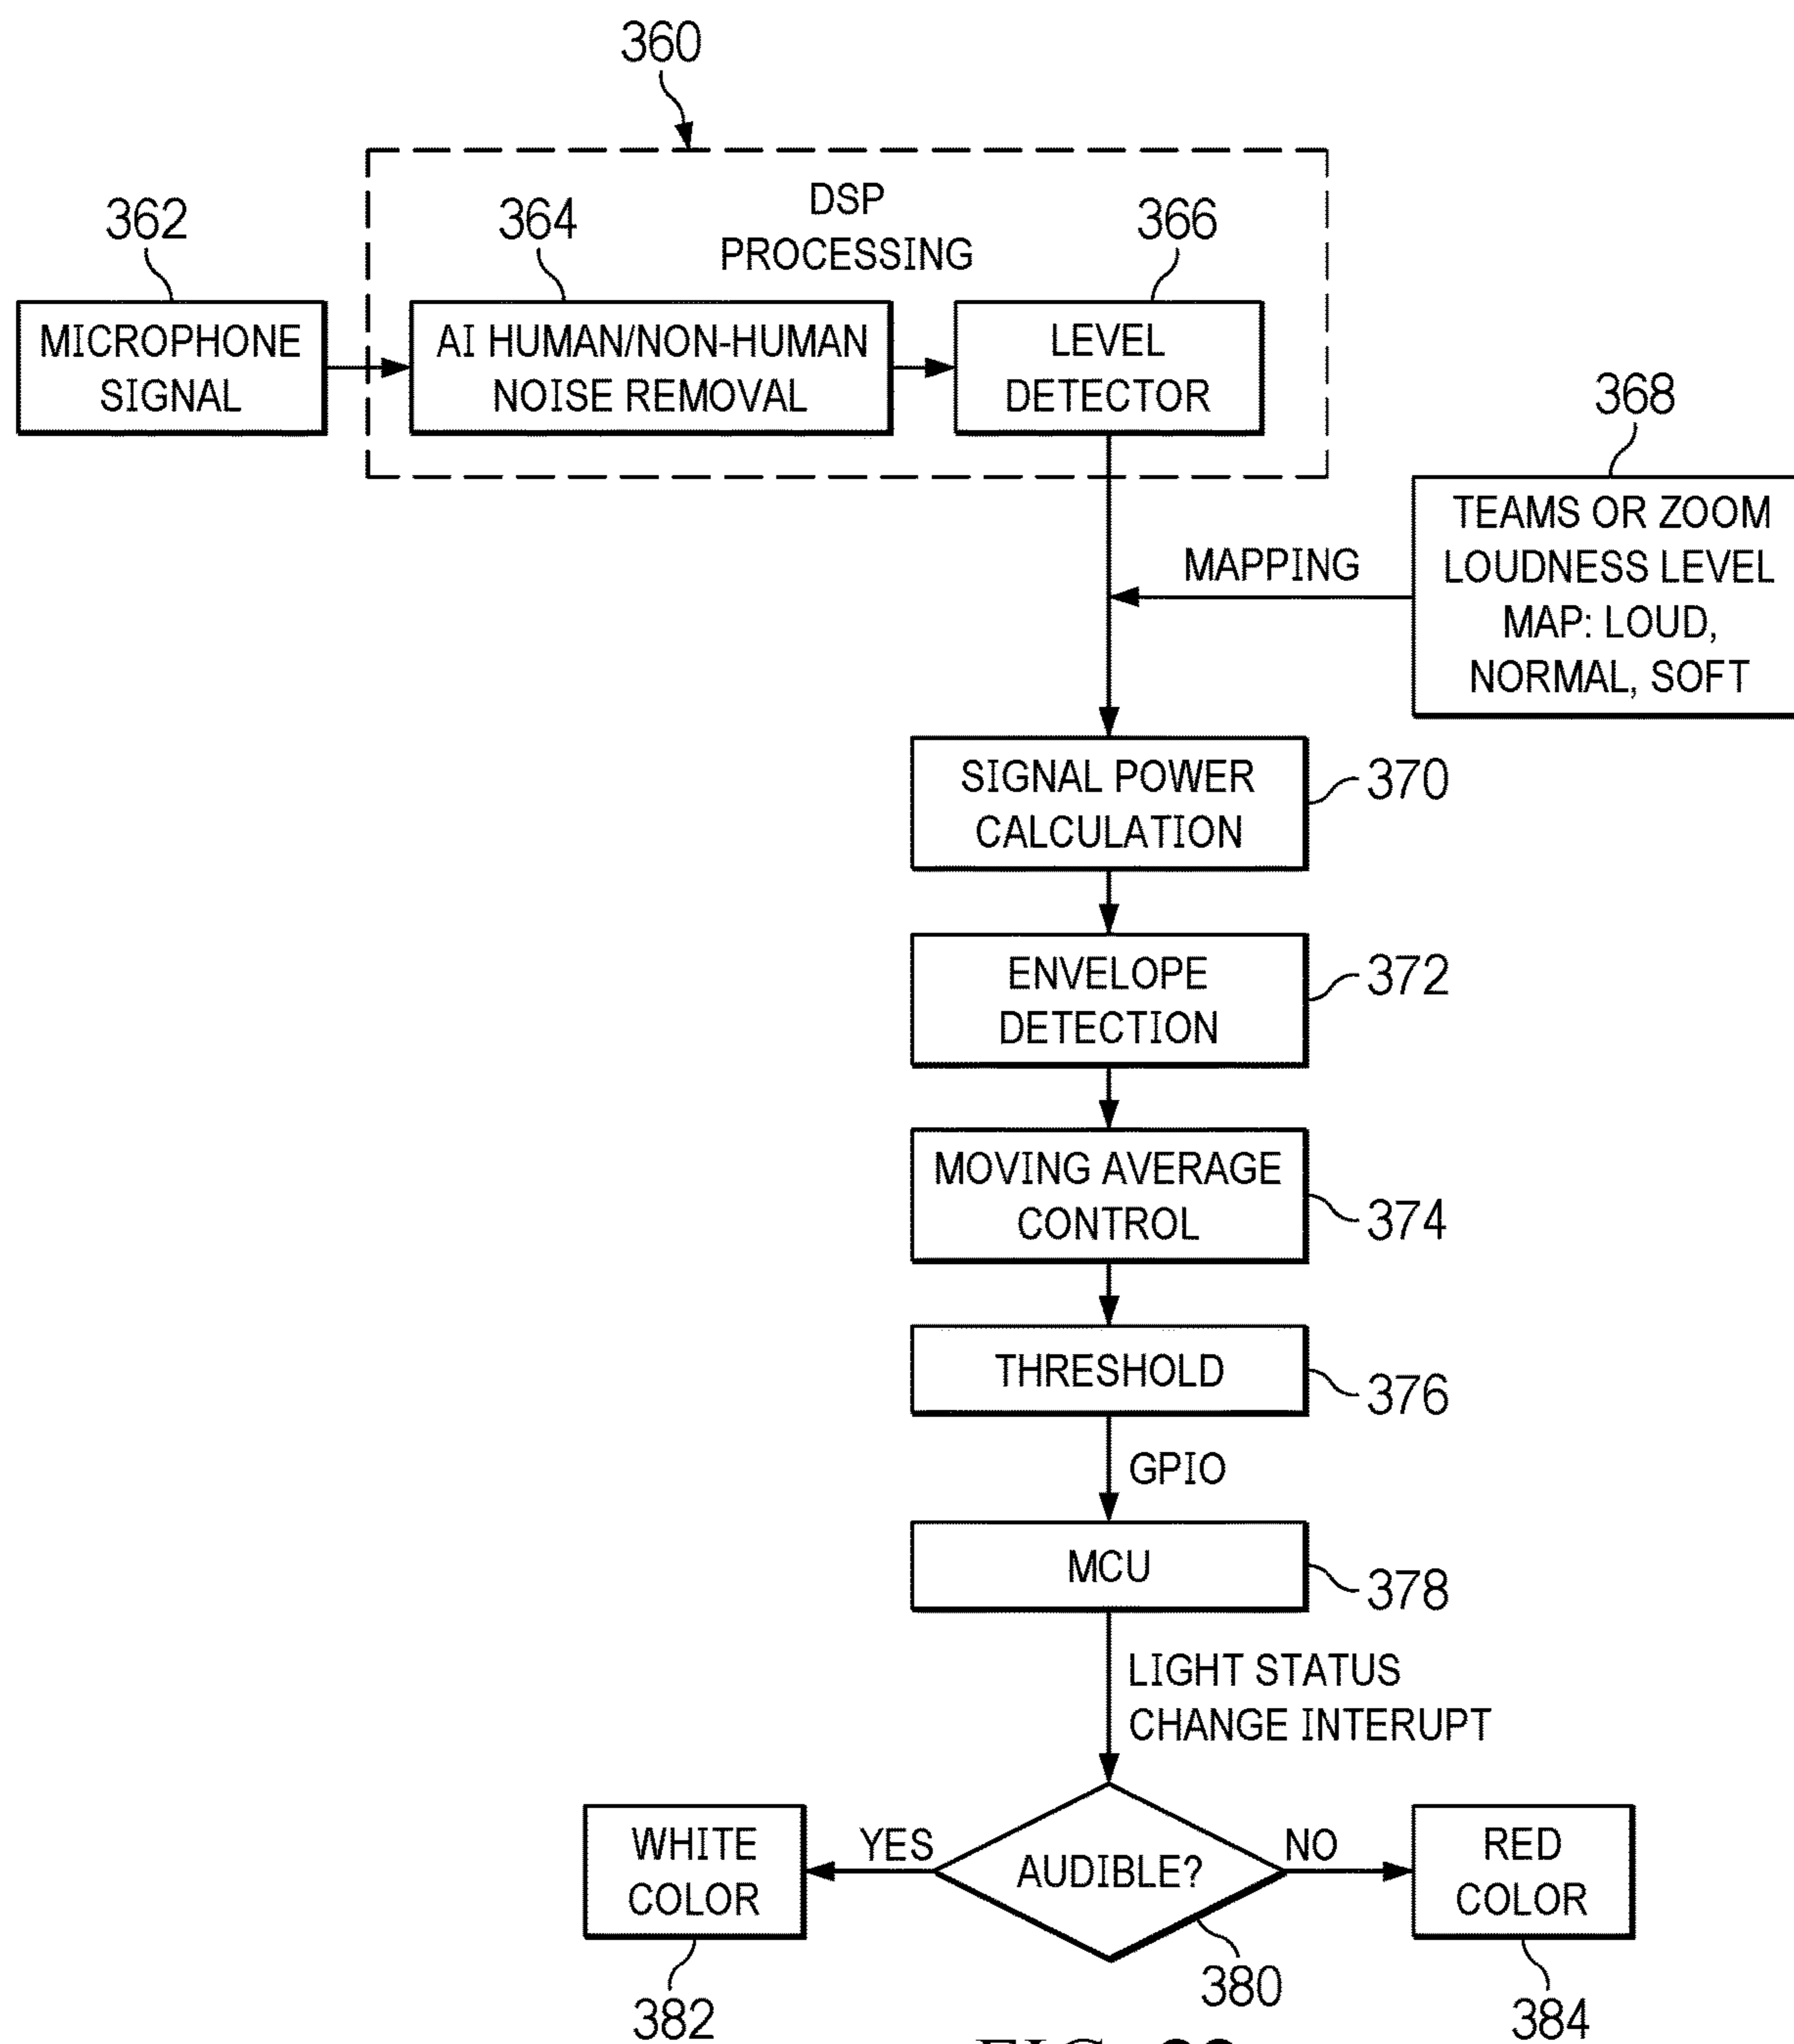 360
DSP
PROCESSING
362
364
366
MICROPHONE
SIGNAL
AI HUMAN/NON-HUMAN
NOISE REMOVAL
LEVEL
DETECTOR
368
TEAMS OR ZOOM
LOUDNESS LEVEL
MAP: LOUD,
NORMAL, SOFT
MAPPING
SIGNAL POWER
CALCULATION
370
ENVELOPE
DETECTION
372
MOVING AVERAGE
CONTROL
374
THRESHOLD
376
GPIO
MCU
378
LIGHT STATUS
CHANGE INTERUPT
WHITE
COLOR
YES
AUDIBLE?
NO
RED
COLOR
382
380
384